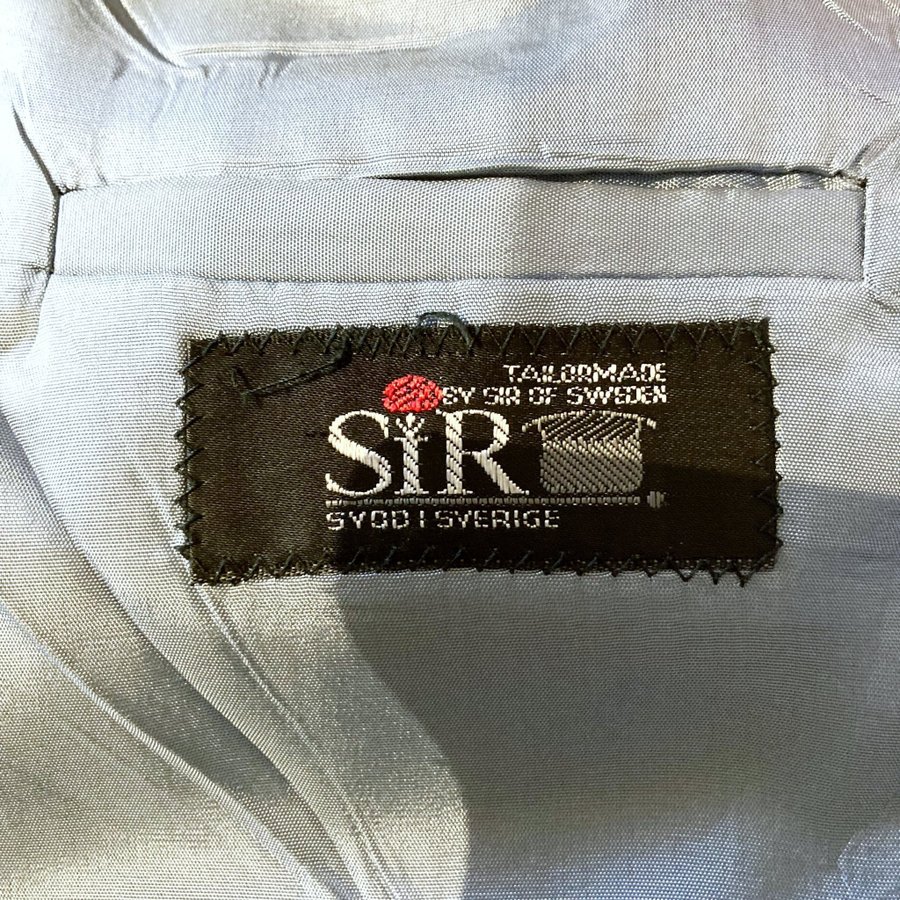 TAILORMADE
BY SIR OF SWEDEN
SiR
SYDD I SVERIGE